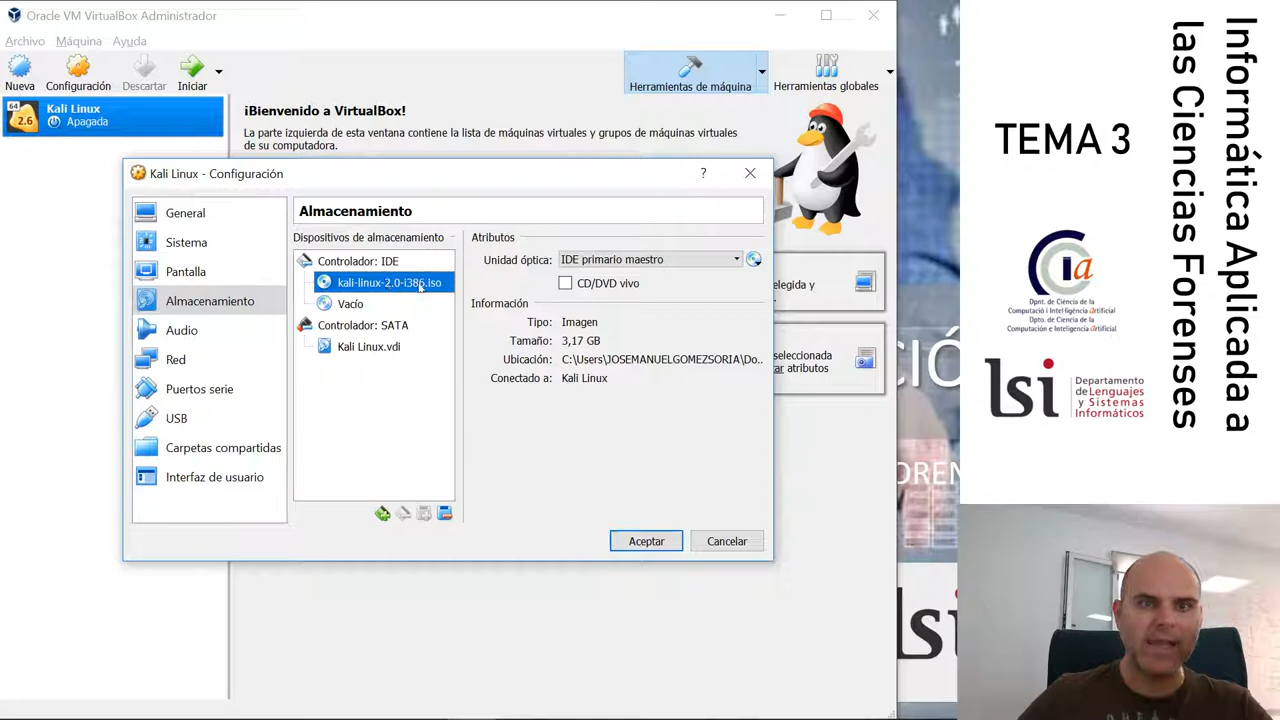 Oracle VM VirtualBox Administrador
Archivo Máquina Ayuda
Nueva Configuración Descartar Iniciar
Herramientas de máquina Herramientas globales
64
2.6
Kali Linux
Apagada
¡Bienvenido a VirtualBox!
La parte izquierda de esta ventana contiene la lista de máquinas virtuales y grupos de máquinas virtuales
de su computadora.
Kali Linux - Configuración
?
General
Sistema
Pantalla
Almacenamiento
Audio
Red
Puertos serie
USB
Carpetas compartidas
Interfaz de usuario
Almacenamiento
Dispositivos de almacenamiento
Controlador: IDE
kali-linux-2.0-i386.iso
Vacío
Controlador: SATA
Kali Linux.vdi
Atributos
Unidad óptica: IDE primario maestro
CD/DVD vivo
Información
Tipo: Imagen
Tamaño: 3,17 GB
Ubicación: C:\Users\JOSEMANUELGOMEZSORIA\Do..
Conectado a: Kali Linux
Aceptar Cancelar
elegida y
seleccionada
ar atributos
CIÓ
OREN
lsi
TEMA 3
Informática Aplicada a
las Ciencias Forenses
Dpnt. de Ciència de la
Computació i Intel·ligència artificial
Dpto. de Ciencia de la
Computación e Inteligencia artificial
lsi
Departamento
de Lenguajes
y Sistemas
Informáticos